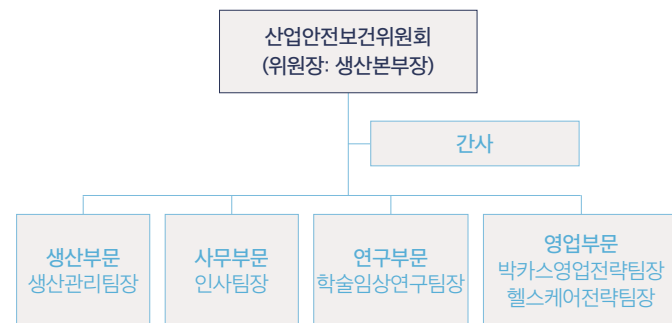 산업안전보건위원회
(위원장: 생산본부장)
간사
생산부문
생산관리팀장
사무부문
인사팀장
연구부문
학술임상연구팀장
영업부문
박카스영업전략팀장
헬스케어전략팀장